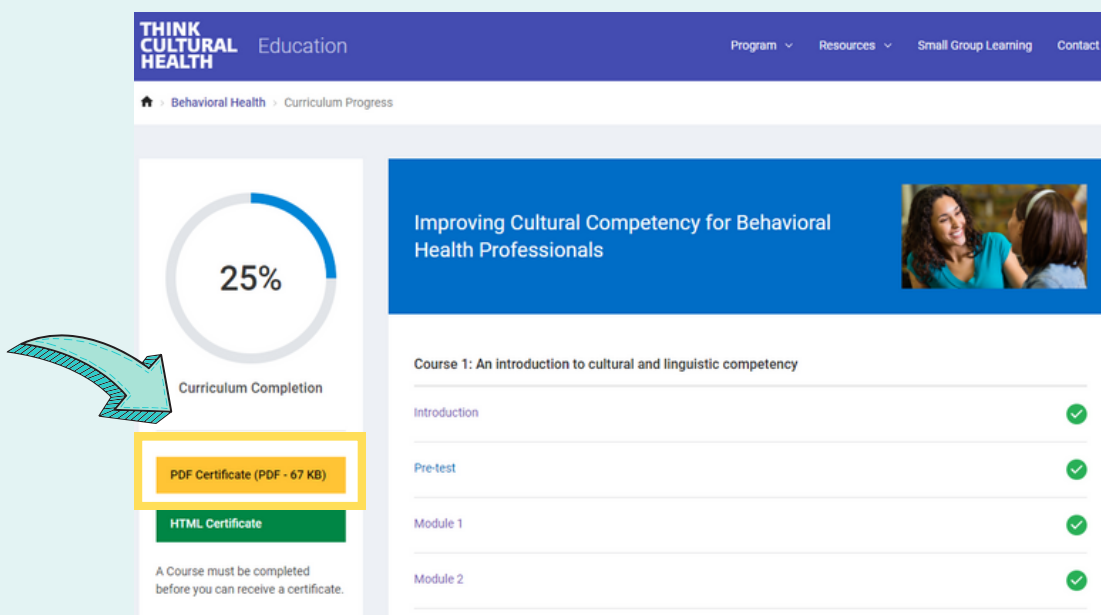 THINK
CULTURAL
HEALTH
Education
Program
Resources
Small Group Learning
Contact
Behavioral Health > Curriculum Progress
25%
Curriculum Completion
PDF Certificate (PDF - 67 KB)
HTML Certificate
A Course must be completed
before you can receive a certificate.
Improving Cultural Competency for Behavioral
Health Professionals
Course 1: An introduction to cultural and linguistic competency
Introduction
Pre-test
Module 1
Module 2